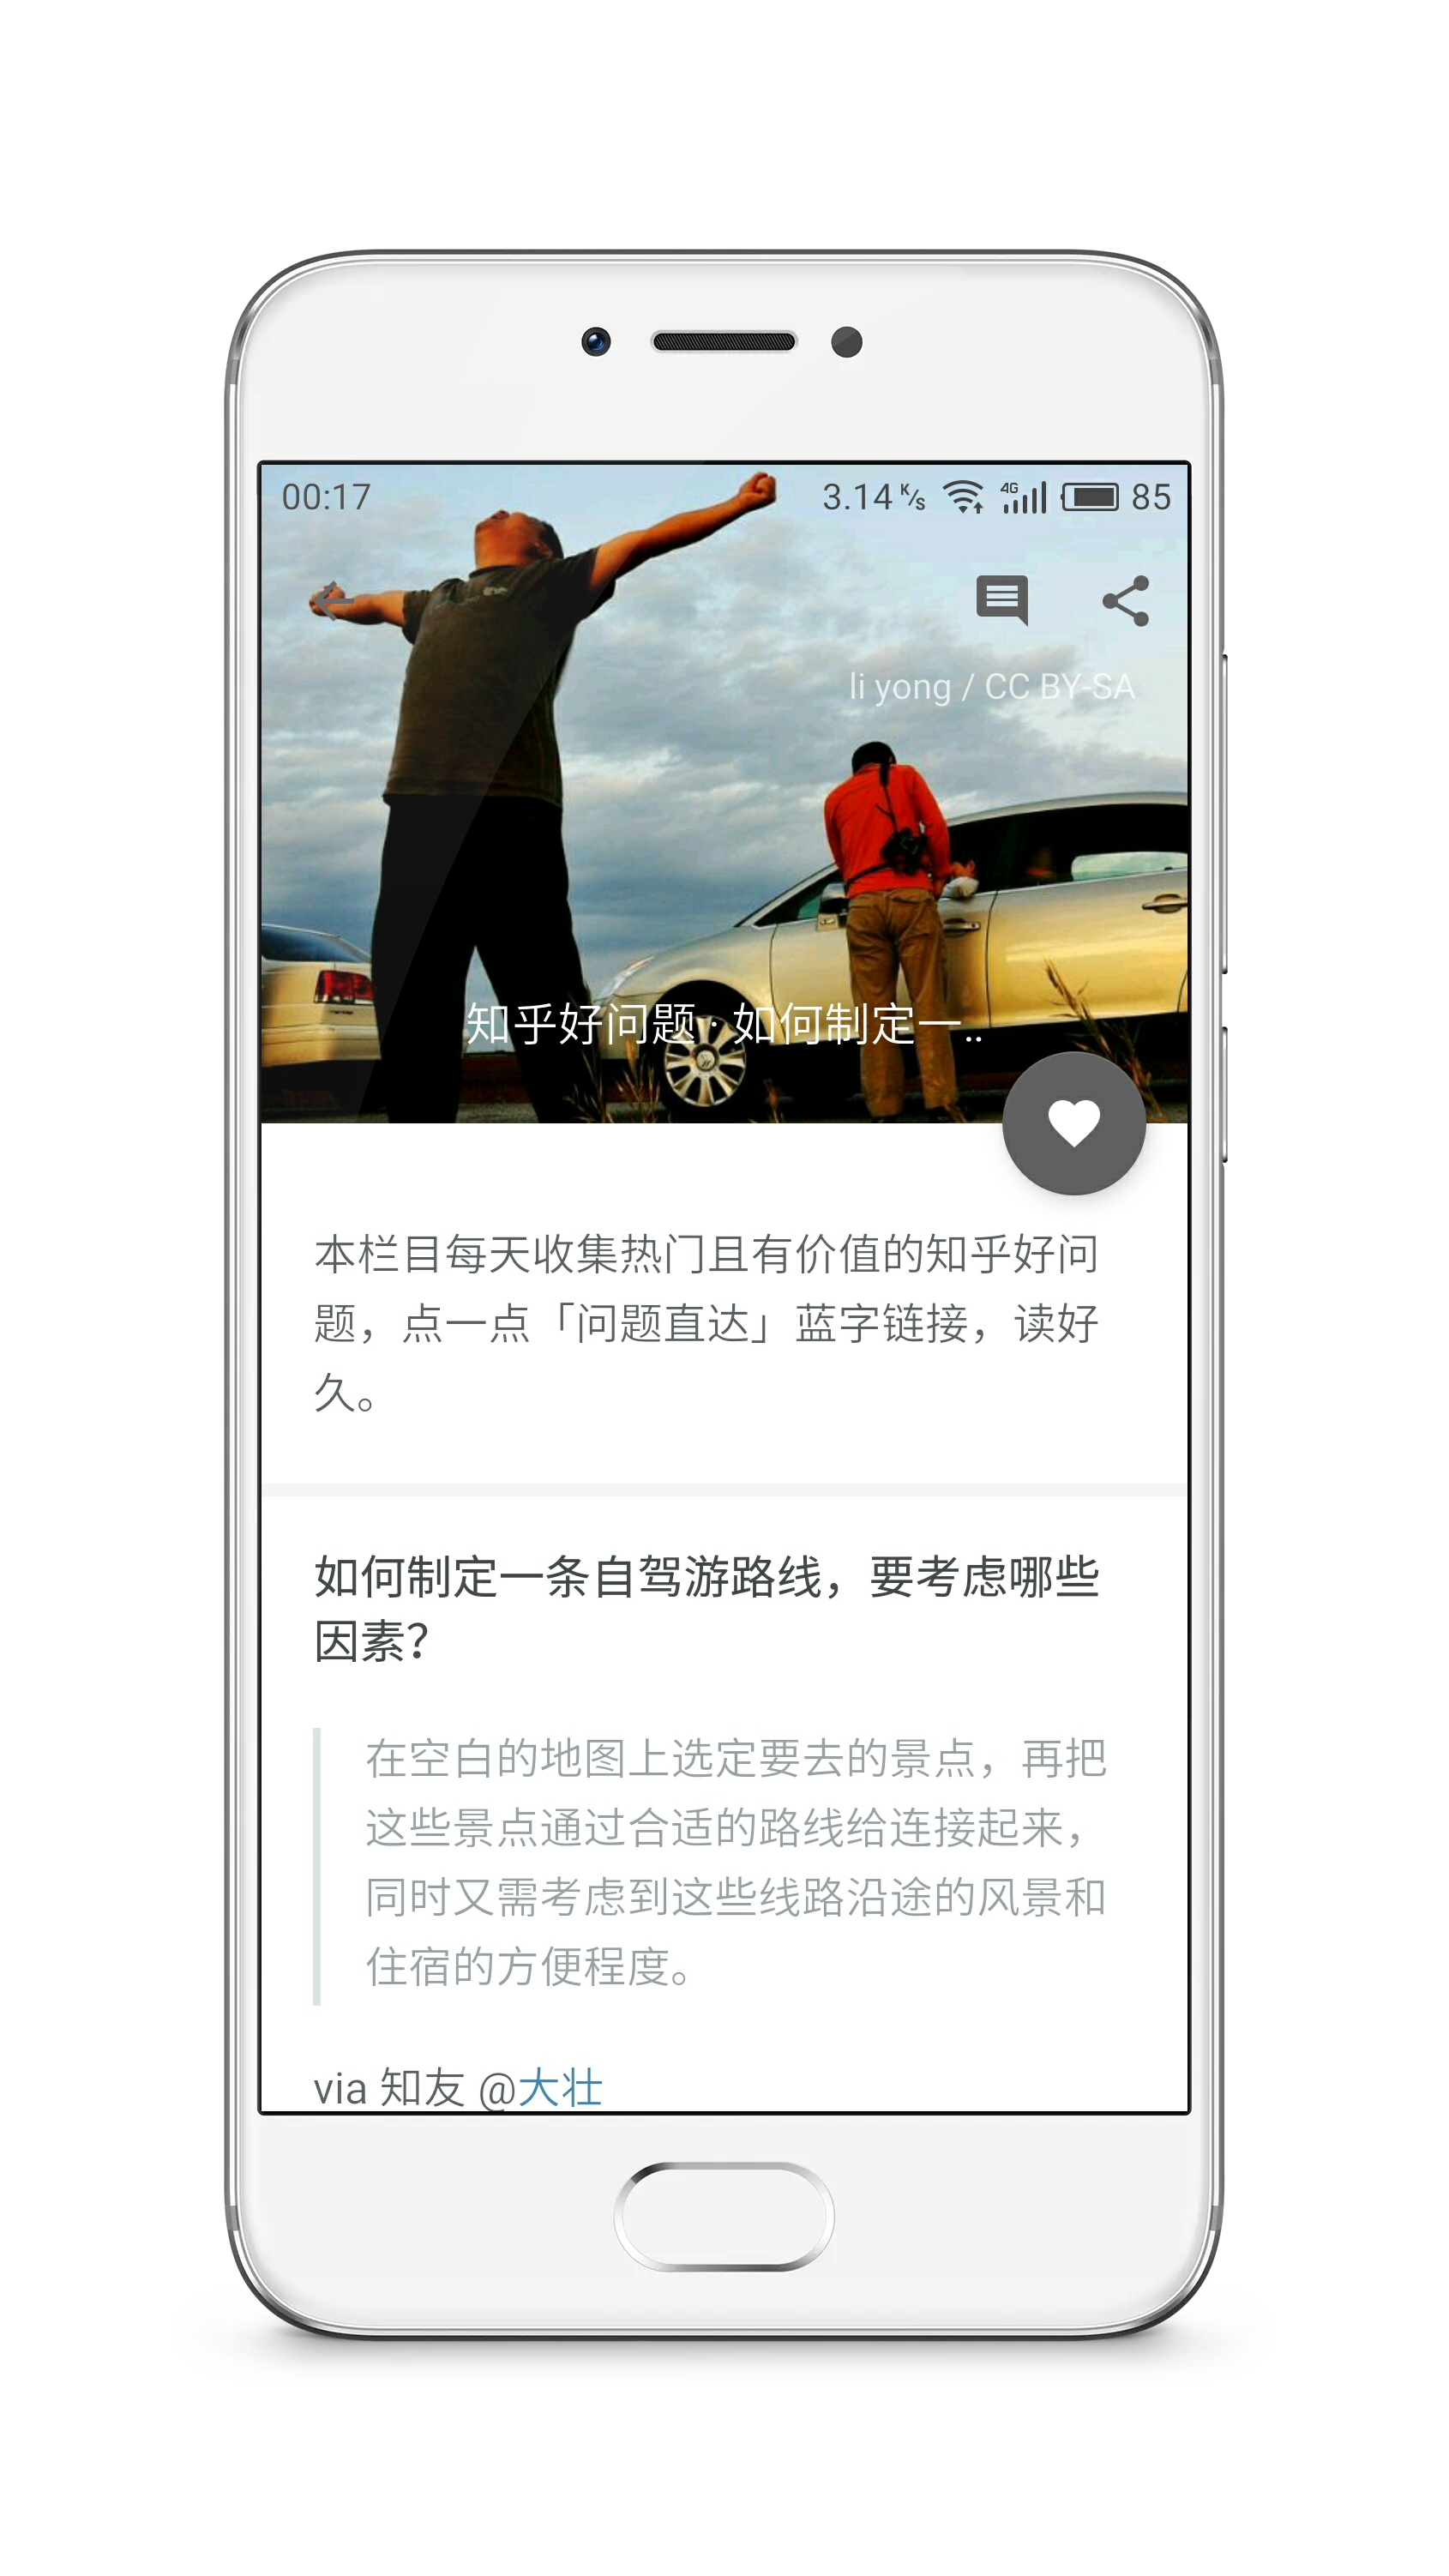 00:17 3.14 K/s 4G 85
li yong / CC BY-SA
知乎好问题 · 如何制定一..
本栏目每天收集热门且有价值的知乎好问
题，点一点「问题直达」蓝字链接，读好
久。
如何制定一条自驾游路线，要考虑哪些
因素？
在空白的地图上选定要去的景点，再把
这些景点通过合适的路线给连接起来，
同时又需考虑到这些线路沿途的风景和
住宿的方便程度。
via 知友 @大壮